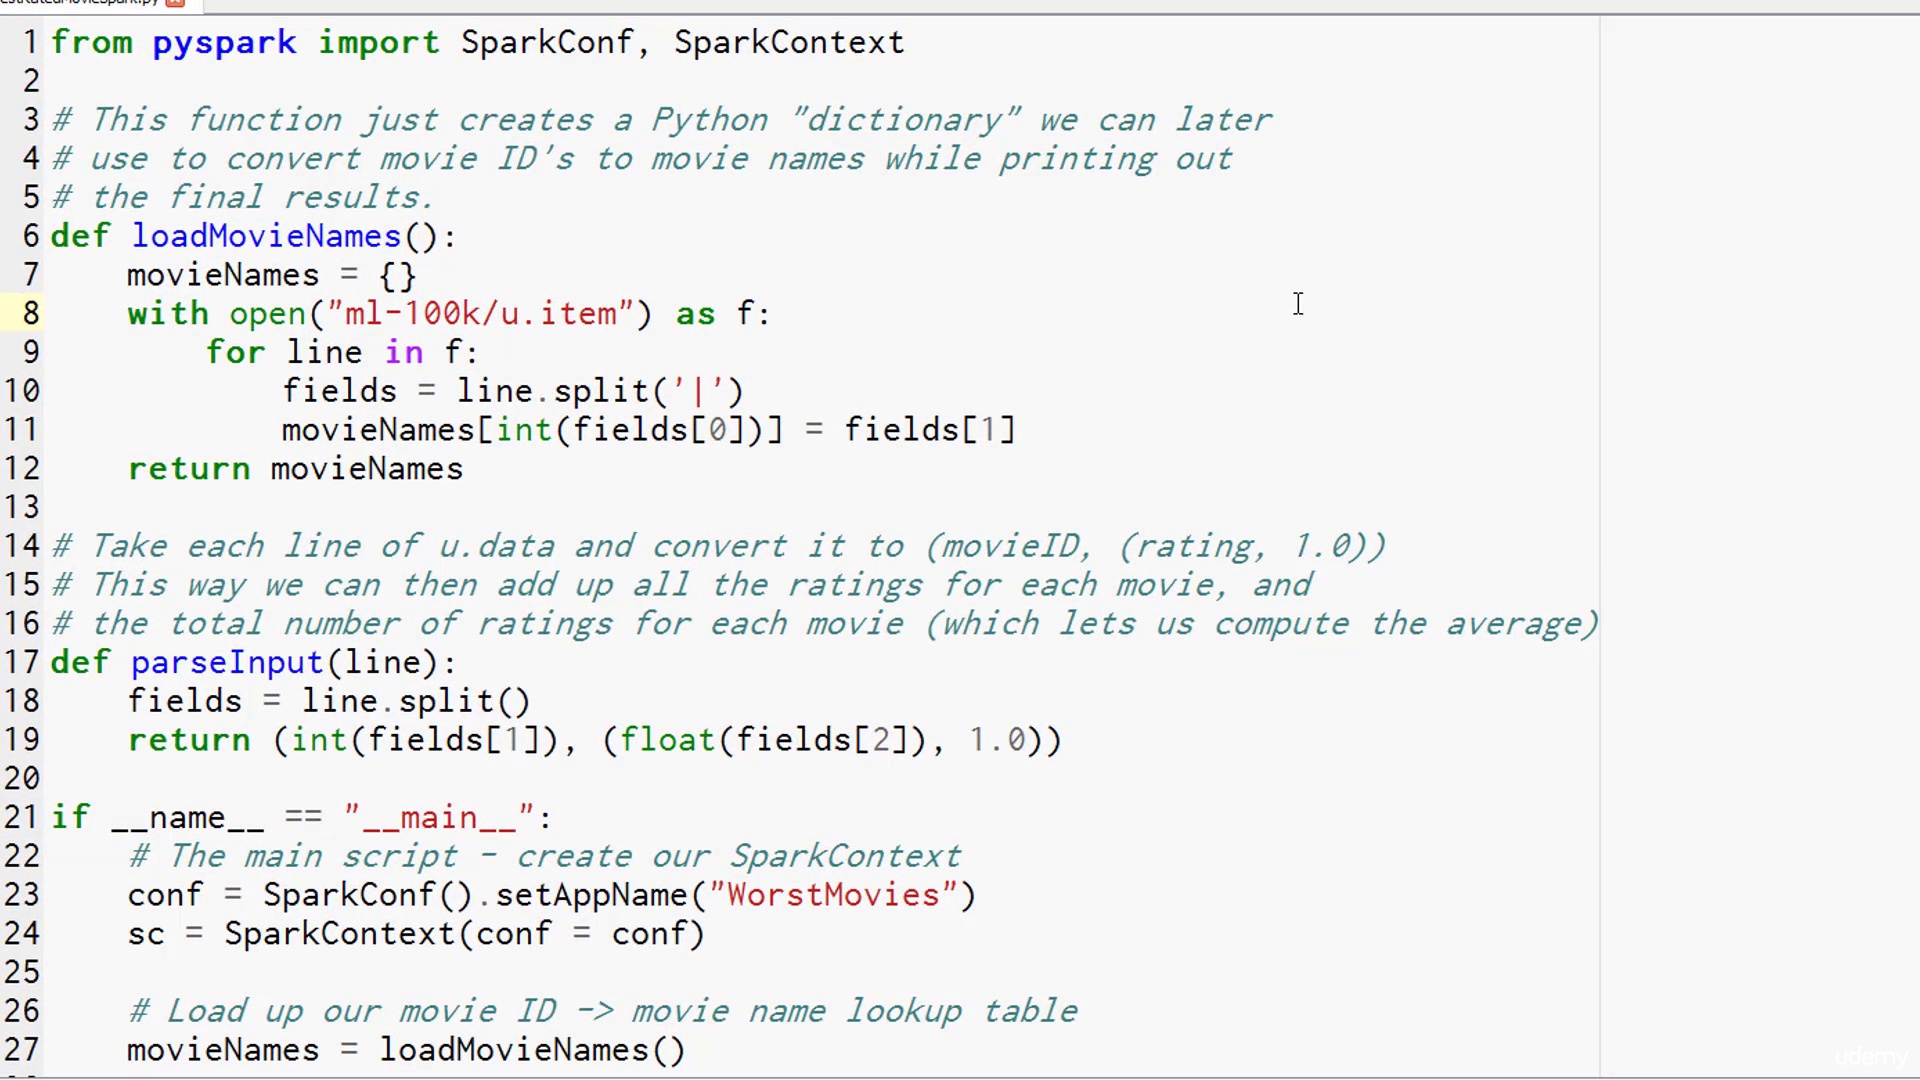 1 from pyspark import SparkConf, SparkContext
2
3 # This function just creates a Python "dictionary" we can later
4 # use to convert movie ID's to movie names while printing out
5 # the final results.
6 def loadMovieNames():
7     movieNames = {}
8     with open("ml-100k/u.item") as f:
9         for line in f:
10             fields = line.split('|')
11             movieNames[int(fields[0])] = fields[1]
12     return movieNames
13
14 # Take each line of u.data and convert it to (movieID, (rating, 1.0))
15 # This way we can then add up all the ratings for each movie, and
16 # the total number of ratings for each movie (which lets us compute the average)
17 def parseInput(line):
18     fields = line.split()
19     return (int(fields[1]), (float(fields[2]), 1.0))
20
21 if __name__ == "__main__":
22     # The main script - create our SparkContext
23     conf = SparkConf().setAppName("WorstMovies")
24     sc = SparkContext(conf = conf)
25
26     # Load up our movie ID -> movie name lookup table
27     movieNames = loadMovieNames()
udemy